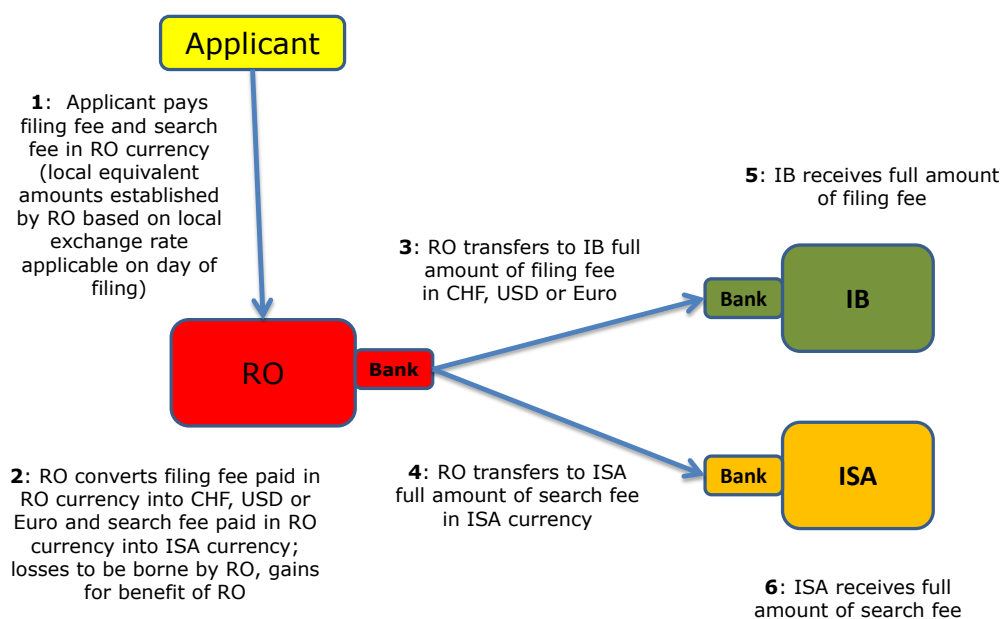 Applicant
1: Applicant pays
filing fee and search
fee in RO currency
(local equivalent
amounts established
by RO based on local
exchange rate
applicable on day of
filing)
5: IB receives full amount
of filing fee
3: RO transfers to IB full
amount of filing fee
in CHF, USD or Euro
Bank
IB
RO
Bank
2: RO converts filing fee paid in
RO currency into CHF, USD or
Euro and search fee paid in RO
currency into ISA currency;
losses to be borne by RO, gains
for benefit of RO
4: RO transfers to ISA
full amount of search fee
in ISA currency
Bank
ISA
6: ISA receives full
amount of search fee